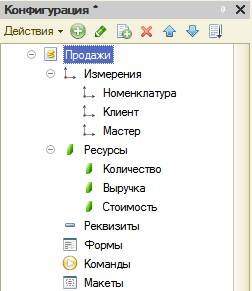 Конфигурация *
Действия
Продажи
Измерения
Номенклатура
Клиент
Мастер
Ресурсы
Количество
Выручка
Стоимость
Реквизиты
Формы
Команды
Макеты